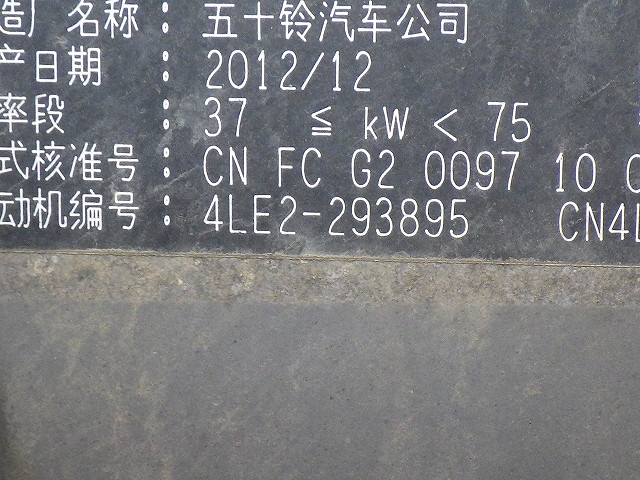 造厂名称：五十铃汽车公司
产日期：2012/12
率段：37 ≦ kW < 75
式核准号：CN FC G2 0097 10
动机编号：4LE2-293895 CN4L